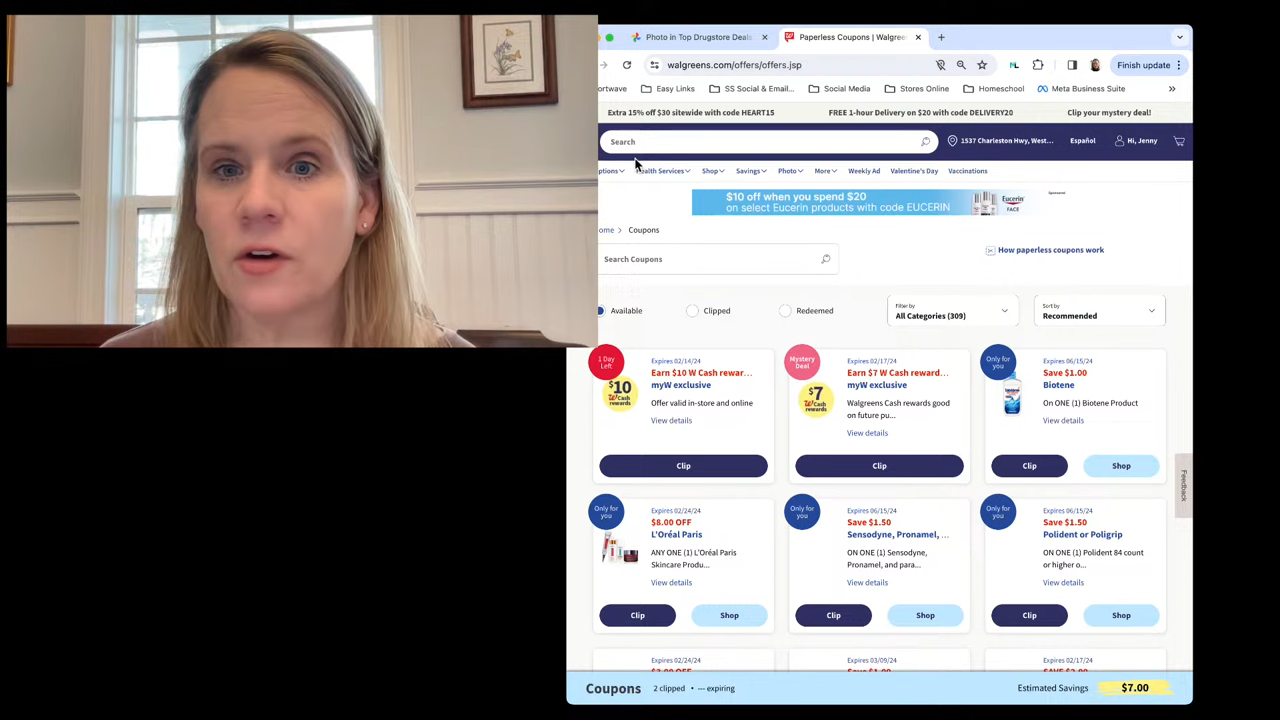 Photo in Top Drugstore Deals
Paperless Coupons | Walgree
walgreens.com/offers/offers.jsp
Finish update
Easy Links
SS Social & Email...
Social Media
Stores Online
Homeschool
Meta Business Suite
»
Extra 15% off $30 sitewide with code HEART15
FREE 1-hour Delivery on $20 with code DELIVERY20
Clip your mystery deal!
Search
1537 Charleston Hwy, West...
Español
Hi, Jenny
Health Services
Shop
Savings
Photo
More
Weekly Ad
Valentine's Day
Vaccinations
$10 off when you spend $20
on select Eucerin products with code EUCERIN
Eucerin
FACE
Sponsored
Coupons
How paperless coupons work
Search Coupons
Available
Clipped
Redeemed
Filter by
All Categories (309)
Sort by
Recommended
1 Day
Left
Expires 02/14/24
Earn $10 W Cash rewar...
myW exclusive
$10
Cash
rewards
Offer valid in-store and online
View details
Clip
Mystery
Deal
Expires 02/17/24
Earn $7 W Cash reward...
myW exclusive
$7
Cash
rewards
Walgreens Cash rewards good
on future pu...
View details
Clip
Only for
you
Expires 06/15/24
Save $1.00
Biotene
On ONE (1) Biotene Product
View details
Clip
Shop
Only for
you
Expires 02/24/24
$8.00 OFF
L'Oréal Paris
ANY ONE (1) L'Oréal Paris
Skincare Produ...
View details
Clip
Shop
Only for
you
Expires 06/15/24
Save $1.50
Sensodyne, Pronamel, ...
ON ONE (1) Sensodyne,
Pronamel, and para...
View details
Clip
Shop
Only for
you
Expires 06/15/24
Save $1.50
Polident or Poligrip
ON ONE (1) Polident 84 count
or higher o...
View details
Clip
Shop
Feedback
Expires 02/24/24
Expires 03/09/24
Expires 02/17/24
Coupons
2 clipped • --- expiring
Estimated Savings
$7.00